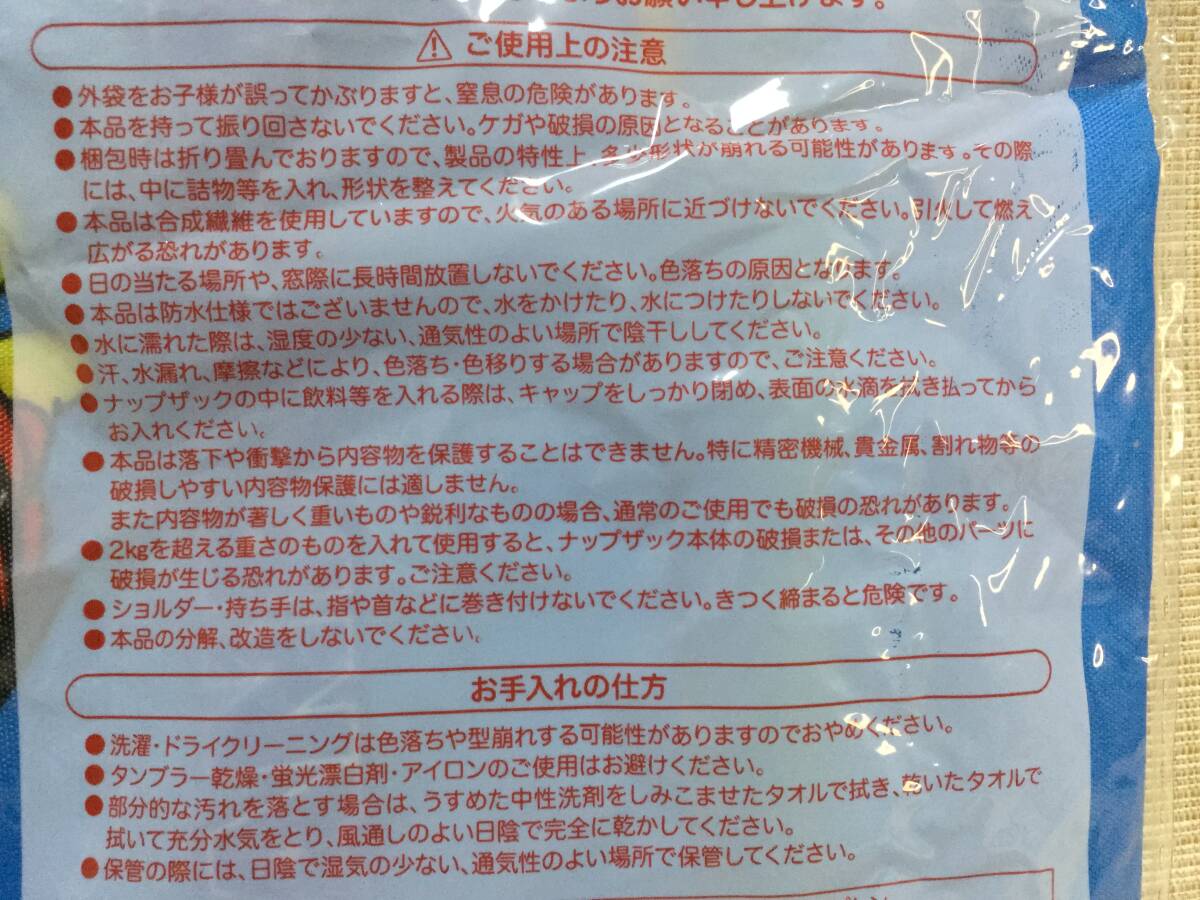 お願い申し上げます。
⚠ ご使用上の注意
●外袋をお子様が誤ってかぶりますと、窒息の危険があります。
●本品を持って振り回さないでください。ケガや破損の原因となることがあります。
●梱包時は折り畳んでおりますので、製品の特性上、多少形状が崩れる可能性があります。その際
には、中に詰物等を入れ、形状を整えてください。
●本品は合成繊維を使用していますので、火気のある場所に近づけないでください。引火して燃え
広がる恐れがあります。
●日の当たる場所や、窓際に長時間放置しないでください。色落ちの原因となります。
●本品は防水仕様ではございませんので、水をかけたり、水につけたりしないでください。
●水に濡れた際は、湿度の少ない、通気性のよい場所で陰干ししてください。
●汗、水漏れ、摩擦などにより、色落ち・色移りする場合がありますので、ご注意ください。
●ナップザックの中に飲料等を入れる際は、キャップをしっかり閉め、表面の水滴を拭き払ってから
お入れください。
●本品は落下や衝撃から内容物を保護することはできません。特に精密機械、貴金属、割れ物等の
破損しやすい内容物保護には適しません。
また内容物が著しく重いものや鋭利なものの場合、通常のご使用でも破損の恐れがあります。
●2kgを超える重さのものを入れて使用すると、ナップザック本体の破損または、その他のパーツに
破損が生じる恐れがあります。ご注意ください。
●ショルダー・持ち手は、指や首などに巻き付けないでください。きつく締まると危険です。
●本品の分解、改造をしないでください。
お手入れの仕方
●洗濯・ドライクリーニングは色落ちや型崩れする可能性がありますのでおやめください。
●タンブラー乾燥・蛍光漂白剤・アイロンのご使用はお避けください。
●部分的な汚れを落とす場合は、うすめた中性洗剤をしみこませたタオルで拭き、乾いたタオルで
拭いて充分水気をとり、風通しのよい日陰で完全に乾かしてください。
●保管の際には、日陰で湿気の少ない、通気性のよい場所で保管してください。